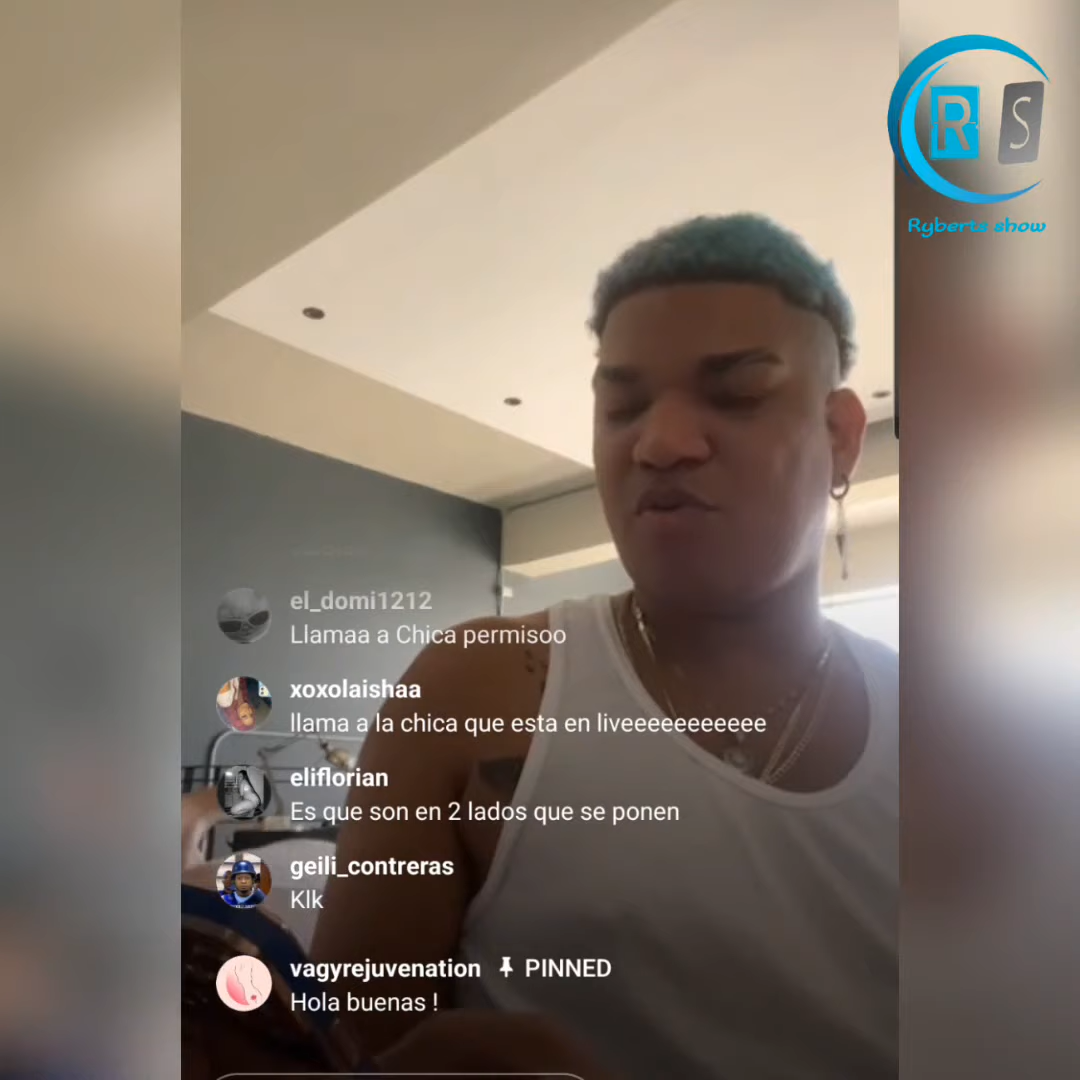 R S
Ryberts show
el_domi1212
Llamaa a Chica permisoo
xoxolaishaa
llama a la chica que esta en liveeeeeeeeeee
eliflorian
Es que son en 2 lados que se ponen
geili_contreras
Klk
vagyrejuvenation PINNED
Hola buenas !